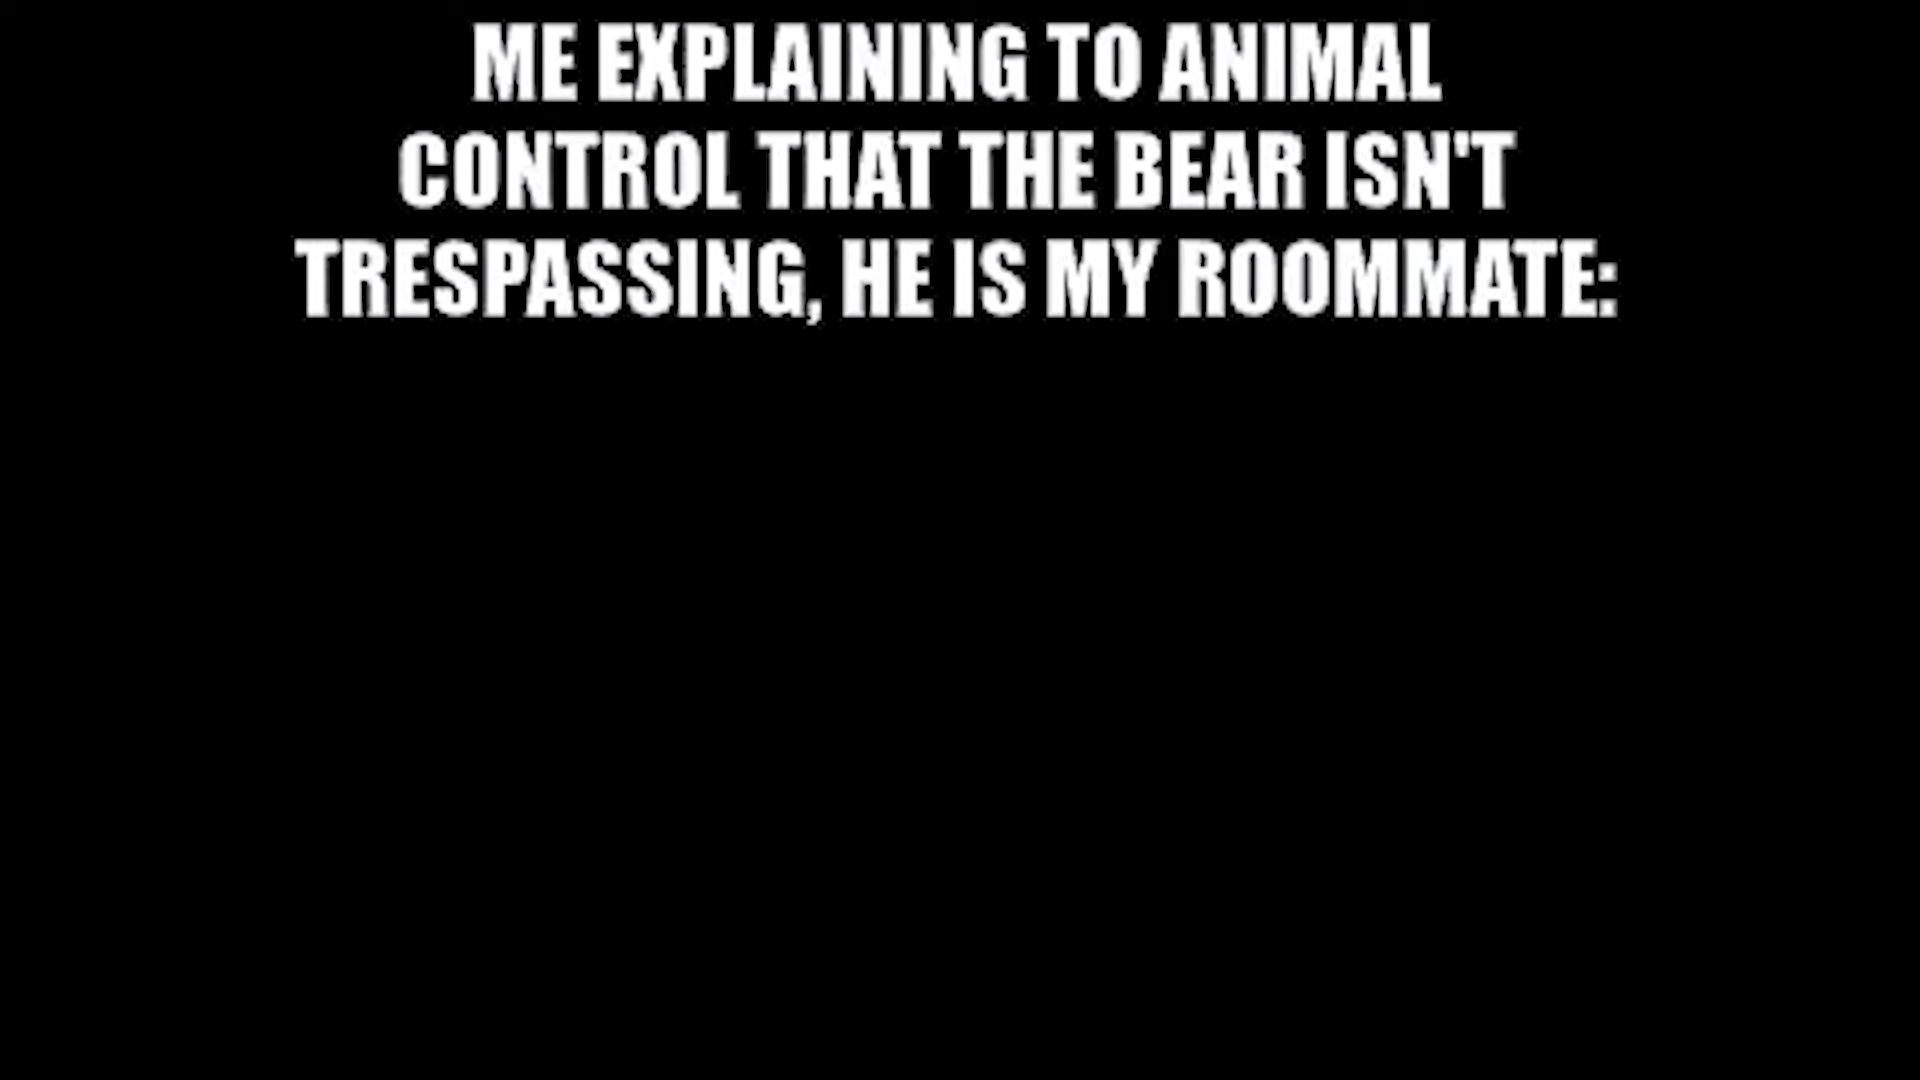 ME EXPLAINING TO ANIMAL
CONTROL THAT THE BEAR ISN'T
TRESPASSING, HE IS MY ROOMMATE: